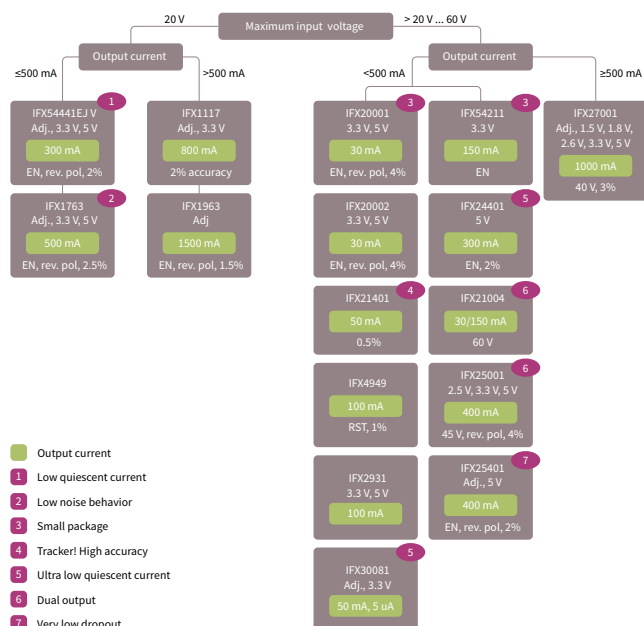 20 V
Maximum input voltage
> 20 V ... 60 V
Output current
Output current
≤500 mA
>500 mA
<500 mA
≥500 mA
1
IFX54441EJ V
Adj., 3.3 V, 5 V
300 mA
EN, rev. pol, 2%
IFX1117
Adj., 3.3 V
800 mA
2% accuracy
3
IFX20001
3.3 V, 5 V
30 mA
EN, rev. pol, 4%
3
IFX54211
3.3 V
150 mA
EN
IFX27001
Adj., 1.5 V, 1.8 V,
2.6 V, 3.3 V, 5 V
1000 mA
40 V, 3%
2
IFX1763
Adj., 3.3 V, 5 V
500 mA
EN, rev. pol, 2.5%
IFX1963
Adj
1500 mA
EN, rev. pol, 1.5%
IFX20002
3.3 V, 5 V
30 mA
EN, rev. pol, 4%
5
IFX24401
5 V
300 mA
EN, 2%
4
IFX21401
50 mA
0.5%
6
IFX21004
30/150 mA
60 V
IFX4949
100 mA
RST, 1%
6
IFX25001
2.5 V, 3.3 V, 5 V
400 mA
45 V, rev. pol, 4%
IFX2931
3.3 V, 5 V
100 mA
7
IFX25401
Adj., 5 V
400 mA
EN, rev. pol, 2%
5
IFX30081
Adj., 3.3 V
50 mA, 5 uA
Output current
1 Low quiescent current
2 Low noise behavior
3 Small package
4 Tracker! High accuracy
5 Ultra low quiescent current
6 Dual output
7 Very low dropout